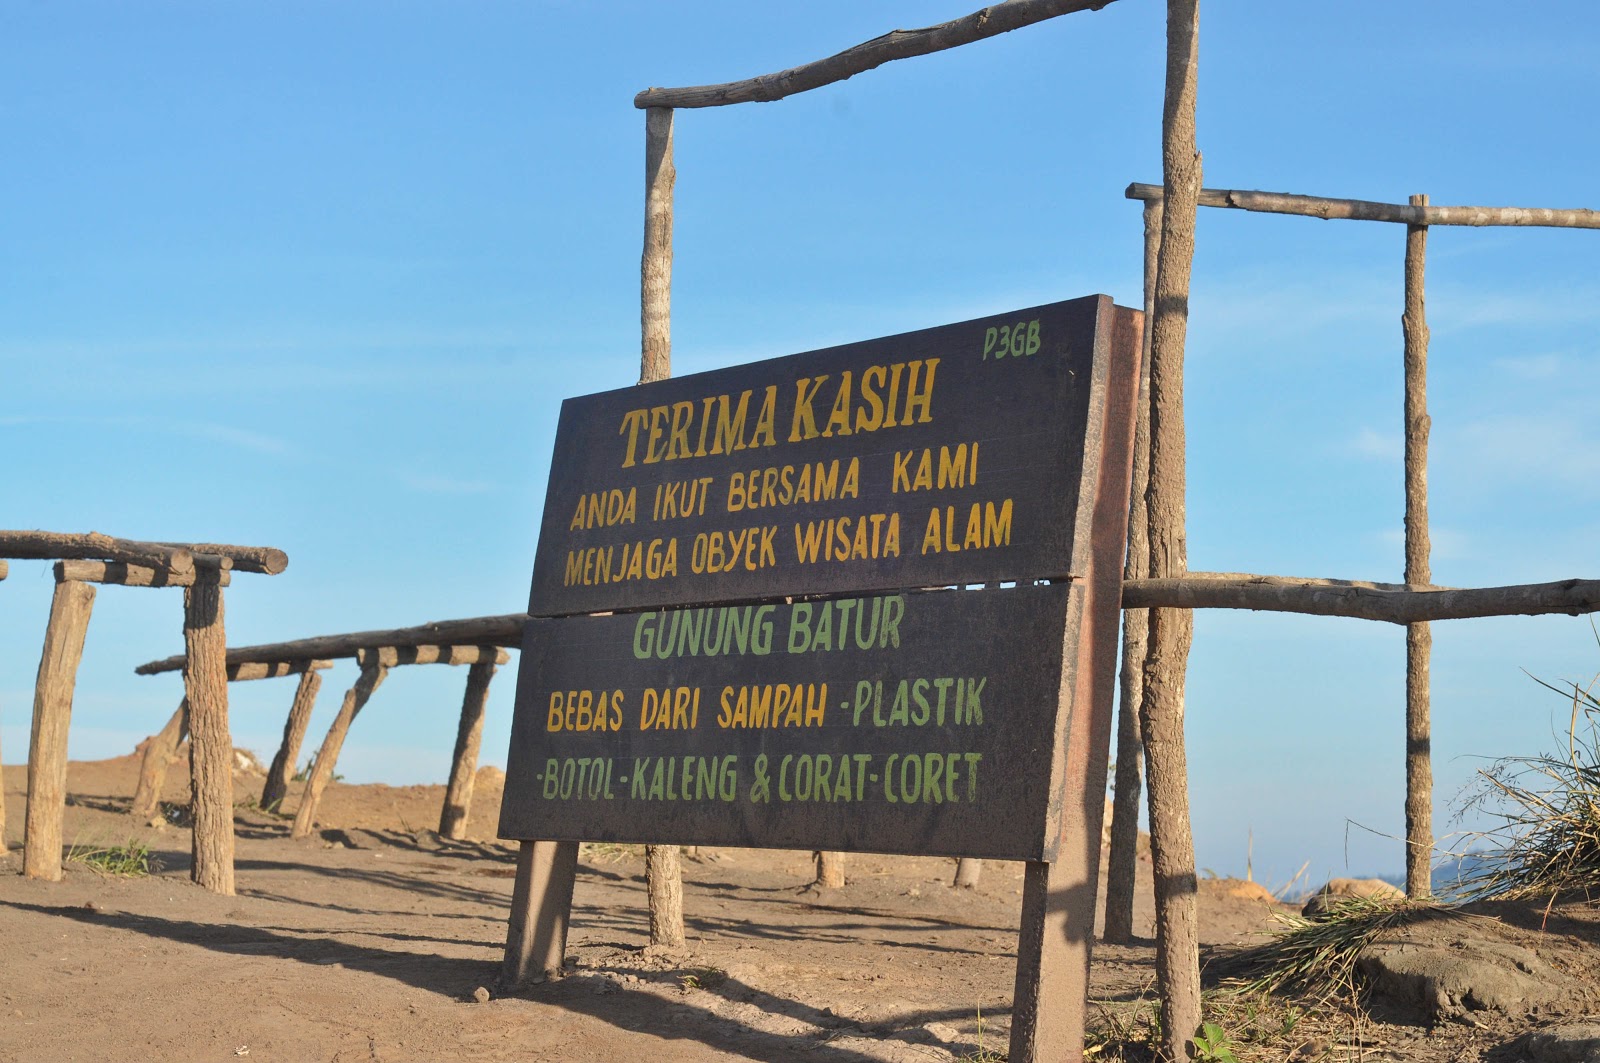 P3GB
TERIMA KASIH
ANDA IKUT BERSAMA KAMI
MENJAGA OBYEK WISATA ALAM
GUNUNG BATUR
BEBAS DARI SAMPAH -PLASTIK
-BOTOL-KALENG & CORAT-CORET